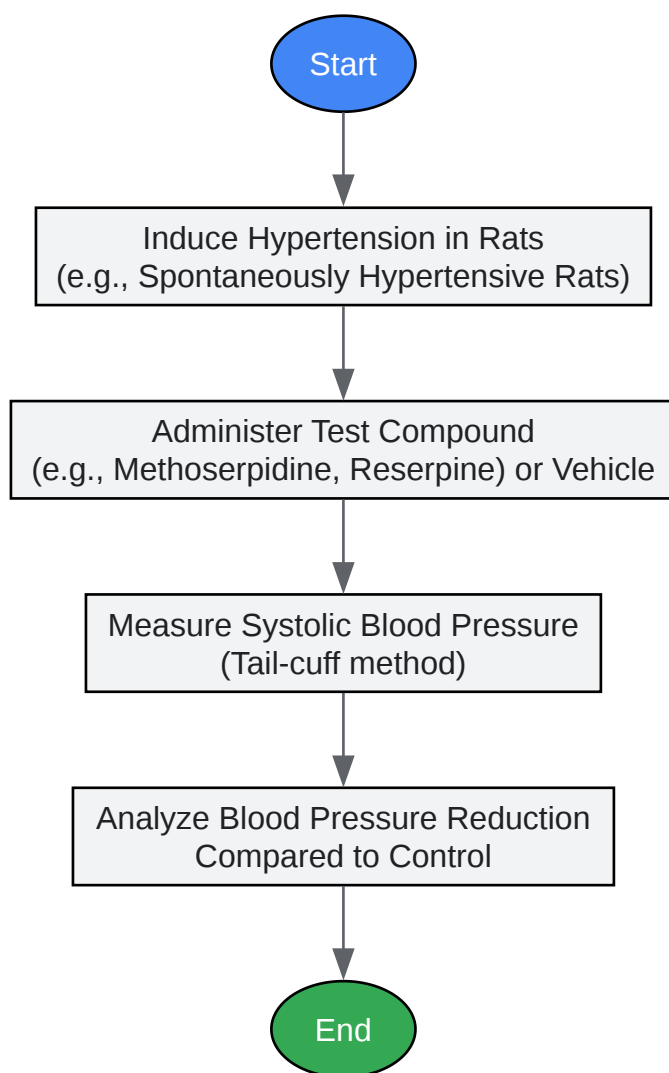 Start
Induce Hypertension in Rats
(e.g., Spontaneously Hypertensive Rats)
Administer Test Compound
(e.g., Methoserpidine, Reserpine) or Vehicle
Measure Systolic Blood Pressure
(Tail-cuff method)
Analyze Blood Pressure Reduction
Compared to Control
End